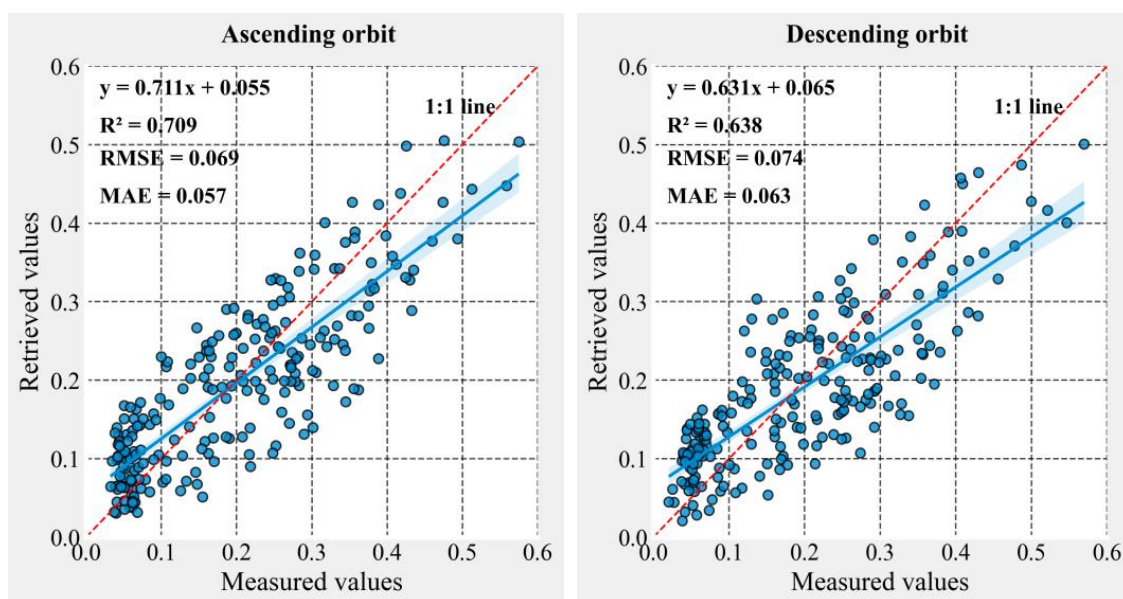 Ascending orbit
0.6
0.5
0.4
0.3
0.2
0.1
0.0
y = 0.711x + 0.055
R² = 0.709
RMSE = 0.069
MAE = 0.057
1:1 line
Retrieved values
0.0 0.1 0.2 0.3 0.4 0.5 0.6
Measured values
Descending orbit
0.6
0.5
0.4
0.3
0.2
0.1
0.0
y = 0.631x + 0.065
R² = 0.638
RMSE = 0.074
MAE = 0.063
1:1 line
Retrieved values
0.0 0.1 0.2 0.3 0.4 0.5 0.6
Measured values